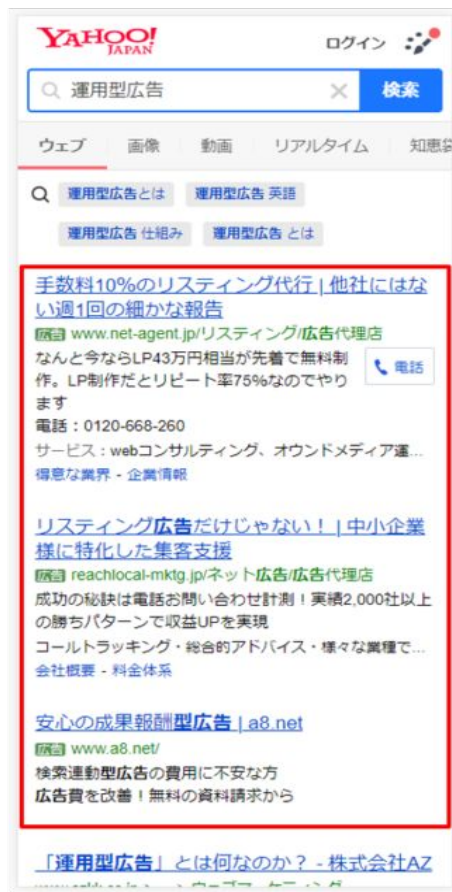 YAHOO!
JAPAN
ログイン
運用型広告
検索
ウェブ 画像 動画 リアルタイム 知恵袋
運用型広告とは 運用型広告 英語
運用型広告 仕組み 運用型広告 とは
手数料10%のリスティング代行 | 他社にはな
い週1回の細かな報告
広告 www.net-agent.jp/リスティング/広告代理店
なんと今ならLP43万円相当が先着で無料制
作。LP制作だとリピート率75%なのでやり
ます
電話
電話：0120-668-260
サービス：webコンサルティング、オウンドメディア運...
得意な業界 - 企業情報
リスティング広告だけじゃない！ | 中小企業
様に特化した集客支援
広告 reachlocal-mktg.jp/ネット広告/広告代理店
成功の秘訣は電話お問い合わせ計測！実績2,000社以上
の勝ちパターンで収益UPを実現
コールトラッキング・総合的アドバイス・様々な業種で...
会社概要 - 料金体系
安心の成果報酬型広告 | a8.net
広告 www.a8.net/
検索連動型広告の費用に不安な方
広告費を改善！無料の資料請求から
「運用型広告」とは何なのか？ - 株式会社AZ